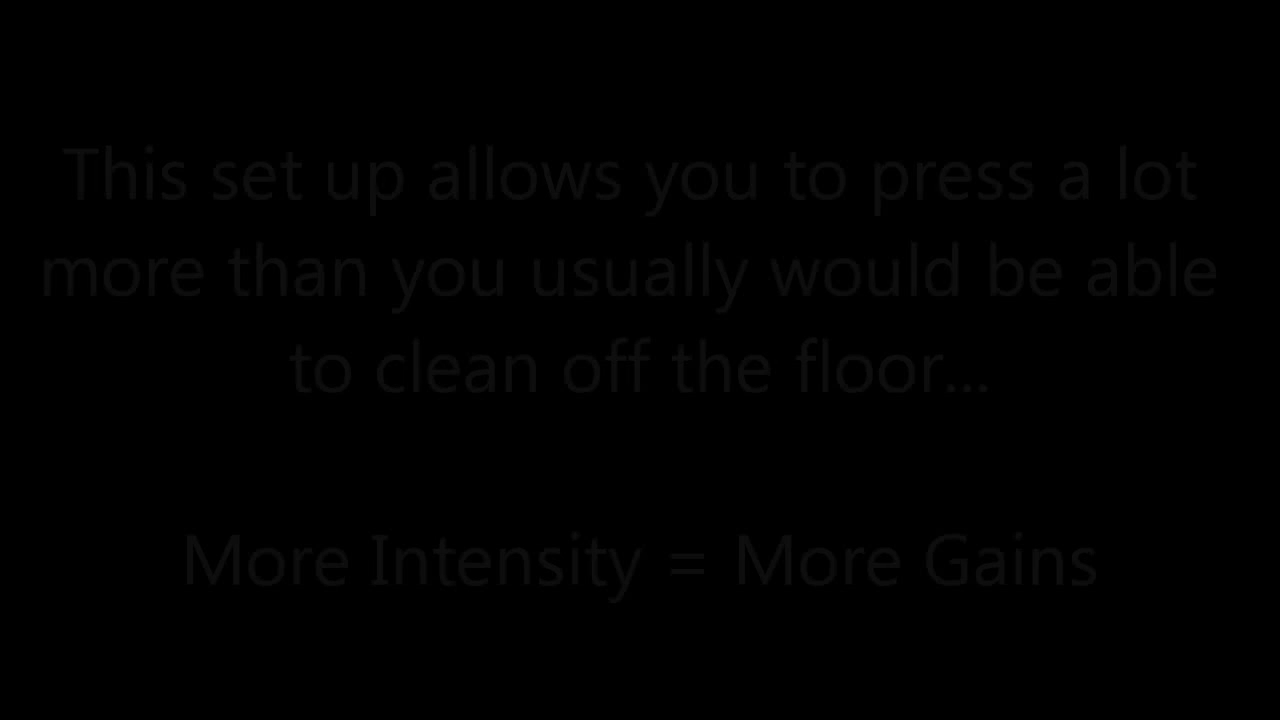 This set up allows you to press a lot
more than you usually would be able
to clean off the floor...
More Intensity = More Gains